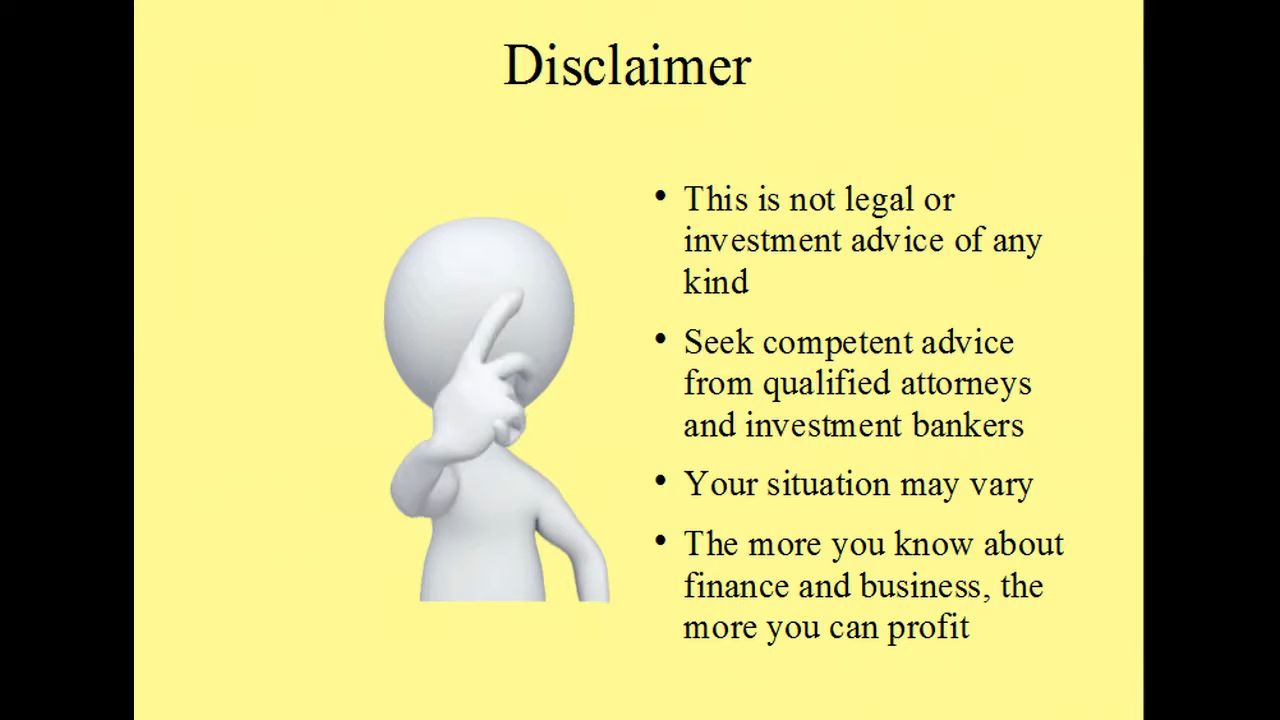 Disclaimer
• This is not legal or
investment advice of any
kind
• Seek competent advice
from qualified attorneys
and investment bankers
• Your situation may vary
• The more you know about
finance and business, the
more you can profit